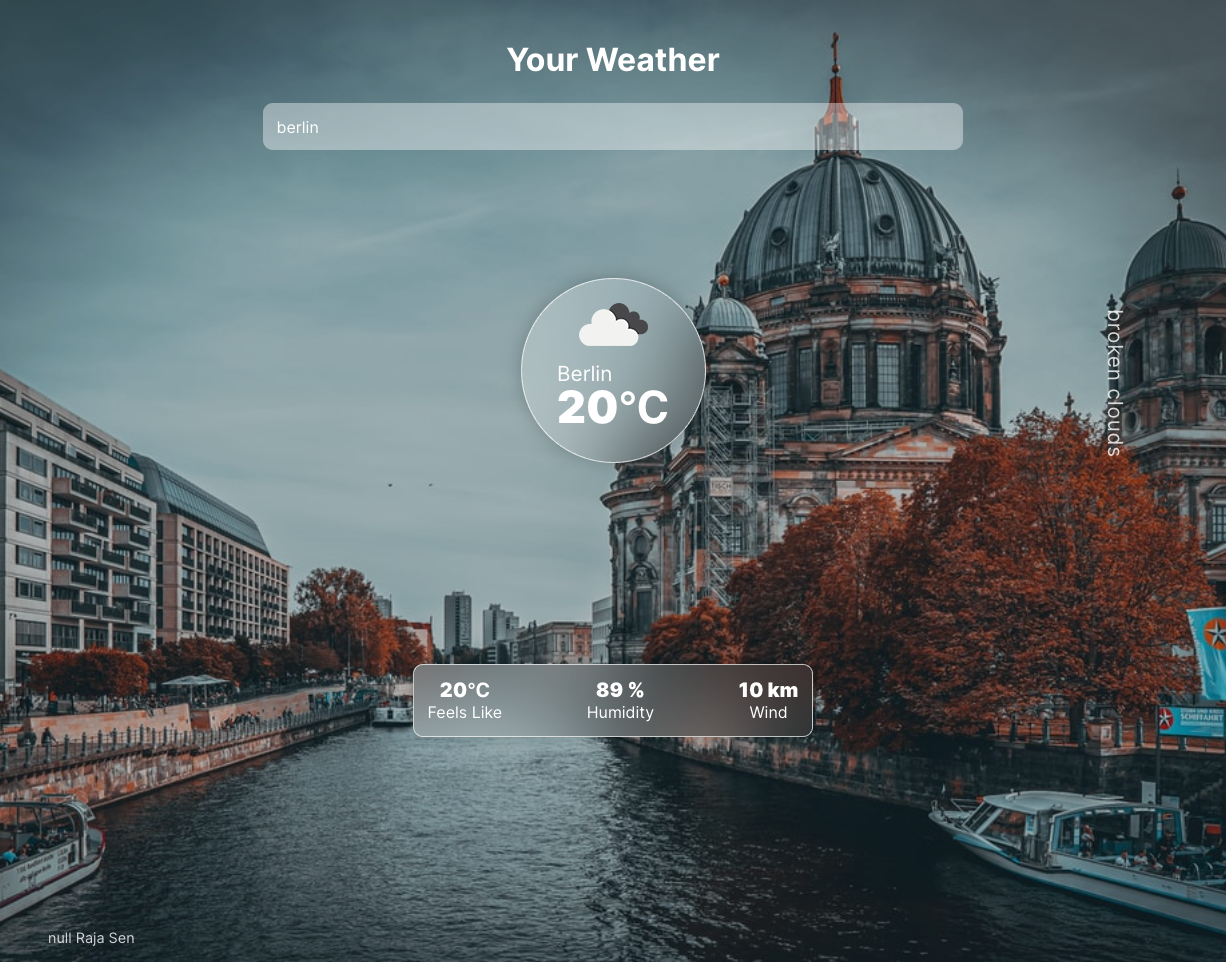 Your Weather
berlin
Berlin
20°C
broken clouds
20°C
Feels Like
89 %
Humidity
10 km
Wind
SCHIFFAHRT
null Raja Sen